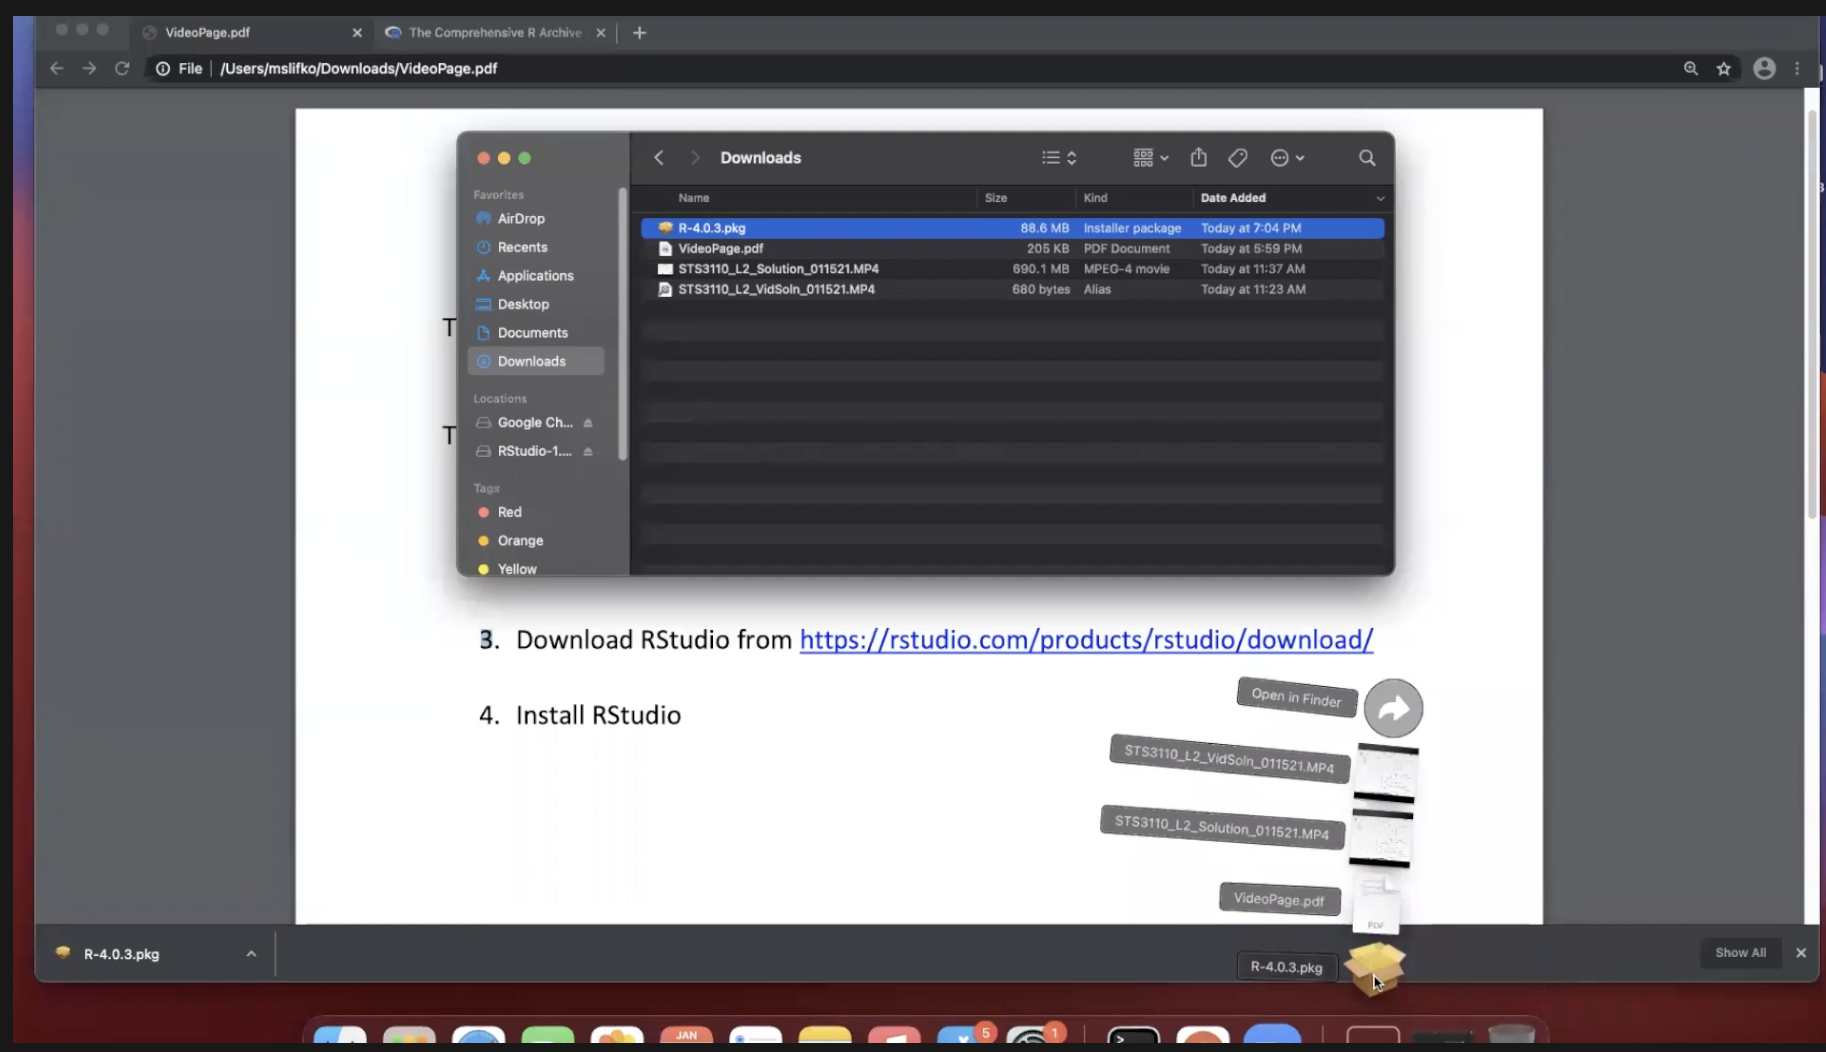 VideoPage.pdf
The Comprehensive R Archive
File
/Users/mslifko/Downloads/VideoPage.pdf
Downloads
Favorites
AirDrop
Recents
Applications
Desktop
Documents
Downloads
Locations
Google Ch...
RStudio-1....
Tags
Red
Orange
Yellow
Name Size Kind Date Added
R-4.0.3.pkg 88.6 MB Installer package Today at 7:04 PM
VideoPage.pdf 205 KB PDF Document Today at 5:59 PM
STS3110_L2_Solution_011521.MP4 690.1 MB MPEG-4 movie Today at 11:37 AM
STS3110_L2_VidSoln_011521.MP4 680 bytes Alias Today at 11:23 AM
T
T
3. Download RStudio from https://rstudio.com/products/rstudio/download/
4. Install RStudio
Open in Finder
STS3110_L2_VidSoln_011521.MP4
STS3110_L2_Solution_011521.MP4
VideoPage.pdf
PDF
R-4.0.3.pkg
R-4.0.3.pkg
Show All
JAN
5
1